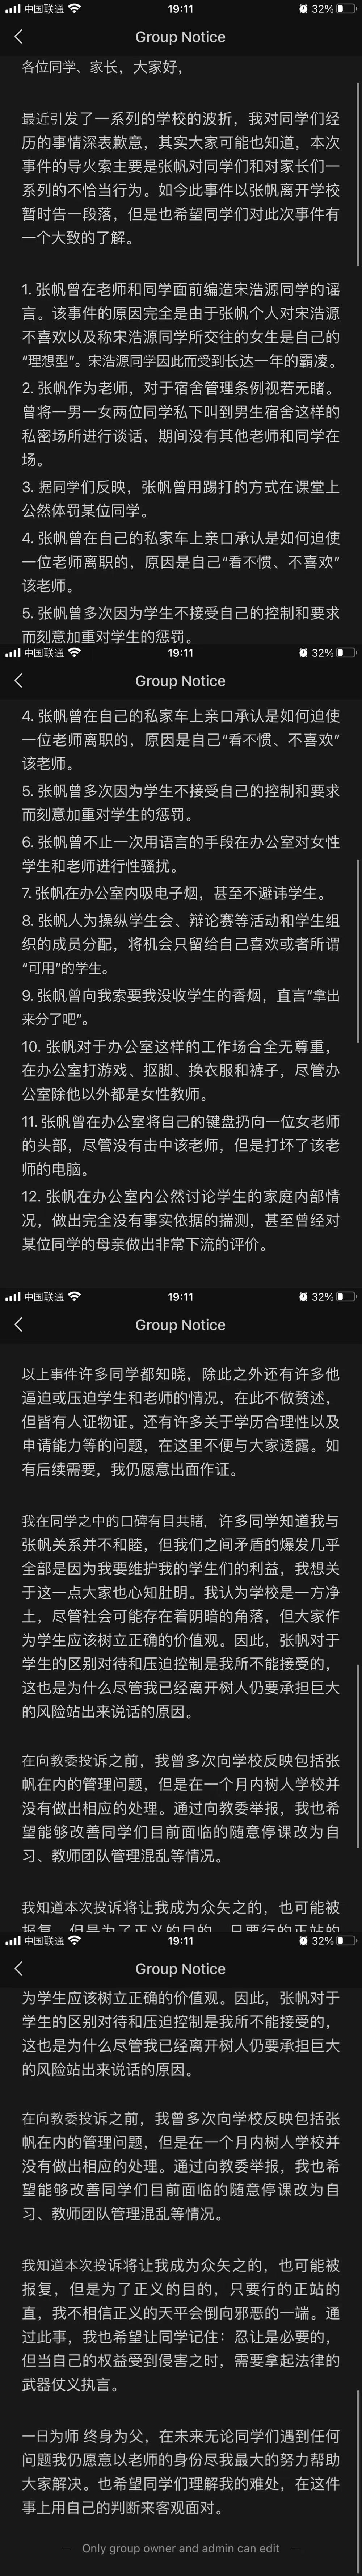 中国联通 19:11 32%
Group Notice
各位同学、家长，大家好，
最近引发了一系列的学校的波折，我对同学们经
历的事情深表歉意，其实大家可能也知道，本次
事件的导火索主要是张帆对同学们和对家长们一
系列的不恰当行为。如今此事件以张帆离开学校
暂时告一段落，但是也希望同学们对此次事件有
一个大致的了解。
1. 张帆曾在老师和同学面前编造宋浩源同学的谣
言。该事件的原因完全是由于张帆个人对宋浩源
不喜欢以及称宋浩源同学所交往的女生是自己的
“理想型”。宋浩源同学因此而受到长达一年的霸凌。
2. 张帆作为老师，对于宿舍管理条例视若无睹。
曾将一男一女两位同学私下叫到男生宿舍这样的
私密场所进行谈话，期间没有其他老师和同学在
场。
3. 据同学们反映，张帆曾用踢打的方式在课堂上
公然体罚某位同学。
4. 张帆曾在自己的私家车上亲口承认是如何迫使
一位老师离职的，原因是自己“看不惯、不喜欢”
该老师。
5. 张帆曾多次因为学生不接受自己的控制和要求
而刻意加重对学生的惩罚。
中国联通 19:11 32%
Group Notice
4. 张帆曾在自己的私家车上亲口承认是如何迫使
一位老师离职的，原因是自己“看不惯、不喜欢”
该老师。
5. 张帆曾多次因为学生不接受自己的控制和要求
而刻意加重对学生的惩罚。
6. 张帆曾不止一次用语言的手段在办公室对女性
学生和老师进行性骚扰。
7. 张帆在办公室内吸电子烟，甚至不避讳学生。
8. 张帆人为操纵学生会、辩论赛等活动和学生组
织的成员分配，将机会只留给自己喜欢或者所谓
“可用”的学生。
9. 张帆曾向我索要我没收学生的香烟，直言“拿出
来分了吧”。
10. 张帆对于办公室这样的工作场合全无尊重，
在办公室打游戏、抠脚、换衣服和裤子，尽管办
公室除他以外都是女性教师。
11. 张帆曾在办公室将自己的键盘扔向一位女老师
的头部，尽管没有击中该老师，但是打坏了该老
师的电脑。
12. 张帆在办公室内公然讨论学生的家庭内部情
况，做出完全没有事实依据的揣测，甚至曾经对
某位同学的母亲做出非常下流的评价。
中国联通 19:11 32%
Group Notice
以上事件许多同学都知晓，除此之外还有许多他
逼迫或压迫学生和老师的情况，在此不做赘述，
但皆有人证物证。还有许多关于学历合理性以及
申请能力等的问题，在这里不便与大家透露。如
有后续需要，我仍愿意出面作证。
我在同学之中的口碑有目共睹，许多同学知道我与
张帆关系并不和睦，但我们之间矛盾的爆发几乎
全部是因为我要维护我的学生们的利益，我想关
于这一点大家也心知肚明。我认为学校是一方净
土，尽管社会可能存在着阴暗的角落，但大家作
为学生应该树立正确的价值观。因此，张帆对于
学生的区别对待和压迫控制是我所不能接受的，
这也是为什么尽管我已经离开树人仍要承担巨大
的风险站出来说话的原因。
在向教委投诉之前，我曾多次向学校反映包括张
帆在内的管理问题，但是在一个月内树人学校并
没有做出相应的处理。通过向教委举报，我也希
望能够改善同学们目前面临的随意停课改为自
习、教师团队管理混乱等情况。
我知道本次投诉将让我成为众矢之的，也可能被
报复，但是为了正义的目的，只要行的正站的
中国联通 19:11 32%
Group Notice
为学生应该树立正确的价值观。因此，张帆对于
学生的区别对待和压迫控制是我所不能接受的，
这也是为什么尽管我已经离开树人仍要承担巨大
的风险站出来说话的原因。
在向教委投诉之前，我曾多次向学校反映包括张
帆在内的管理问题，但是在一个月内树人学校并
没有做出相应的处理。通过向教委举报，我也希
望能够改善同学们目前面临的随意停课改为自
习、教师团队管理混乱等情况。
我知道本次投诉将让我成为众矢之的，也可能被
报复，但是为了正义的目的，只要行的正站的
直，我不相信正义的天平会倒向邪恶的一端。通
过此事，我也希望让同学记住：忍让是必要的，
但当自己的权益受到侵害之时，需要拿起法律的
武器仗义执言。
一日为师 终身为父，在未来无论同学们遇到任何
问题我仍愿意以老师的身份尽我最大的努力帮助
大家解决。也希望同学们理解我的难处，在这件
事上用自己的判断来客观面对。
Only group owner and admin can edit